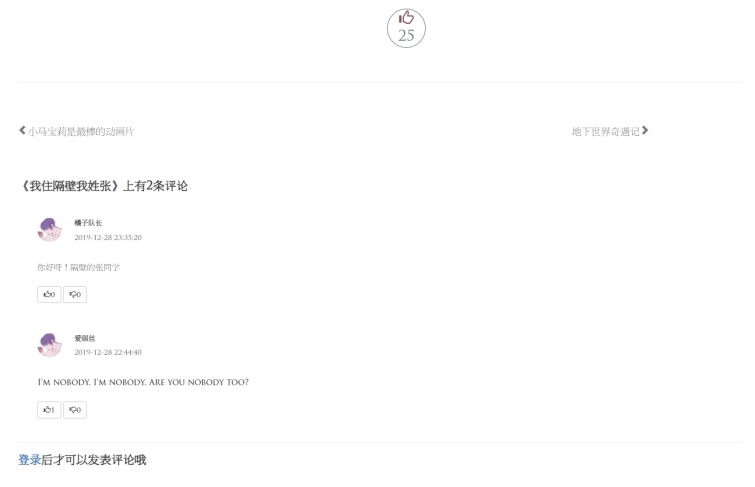 25
小马宝莉是最棒的动画片
地下世界奇遇记
《我住隔壁我姓张》上有2条评论
橘子队长
2019-12-28 23:35:20
你好呀！隔壁的张同学
0 0
爱丽丝
2019-12-28 22:44:40
I'M NOBODY. I'M NOBODY. ARE YOU NOBODY TOO?
1 0
登录后才可以发表评论哦